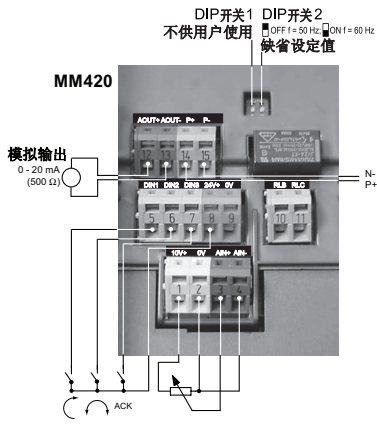 DIP开关1 DIP开关2
不供用户使用 OFF f = 50 Hz; ON f = 60 Hz
缺省设定值
MM420
AOUT+ AOUT- P+ P-
12 13 14 15
模拟输出
0 - 20 mA
(500 Ω)
N-
P+
DIN1 DIN2 DIN3 24V+ 0V
RLB RLC
5 6 7 8 9
10 11
10V+ 0V AIN+ AIN-
1 2 3 4
ACK